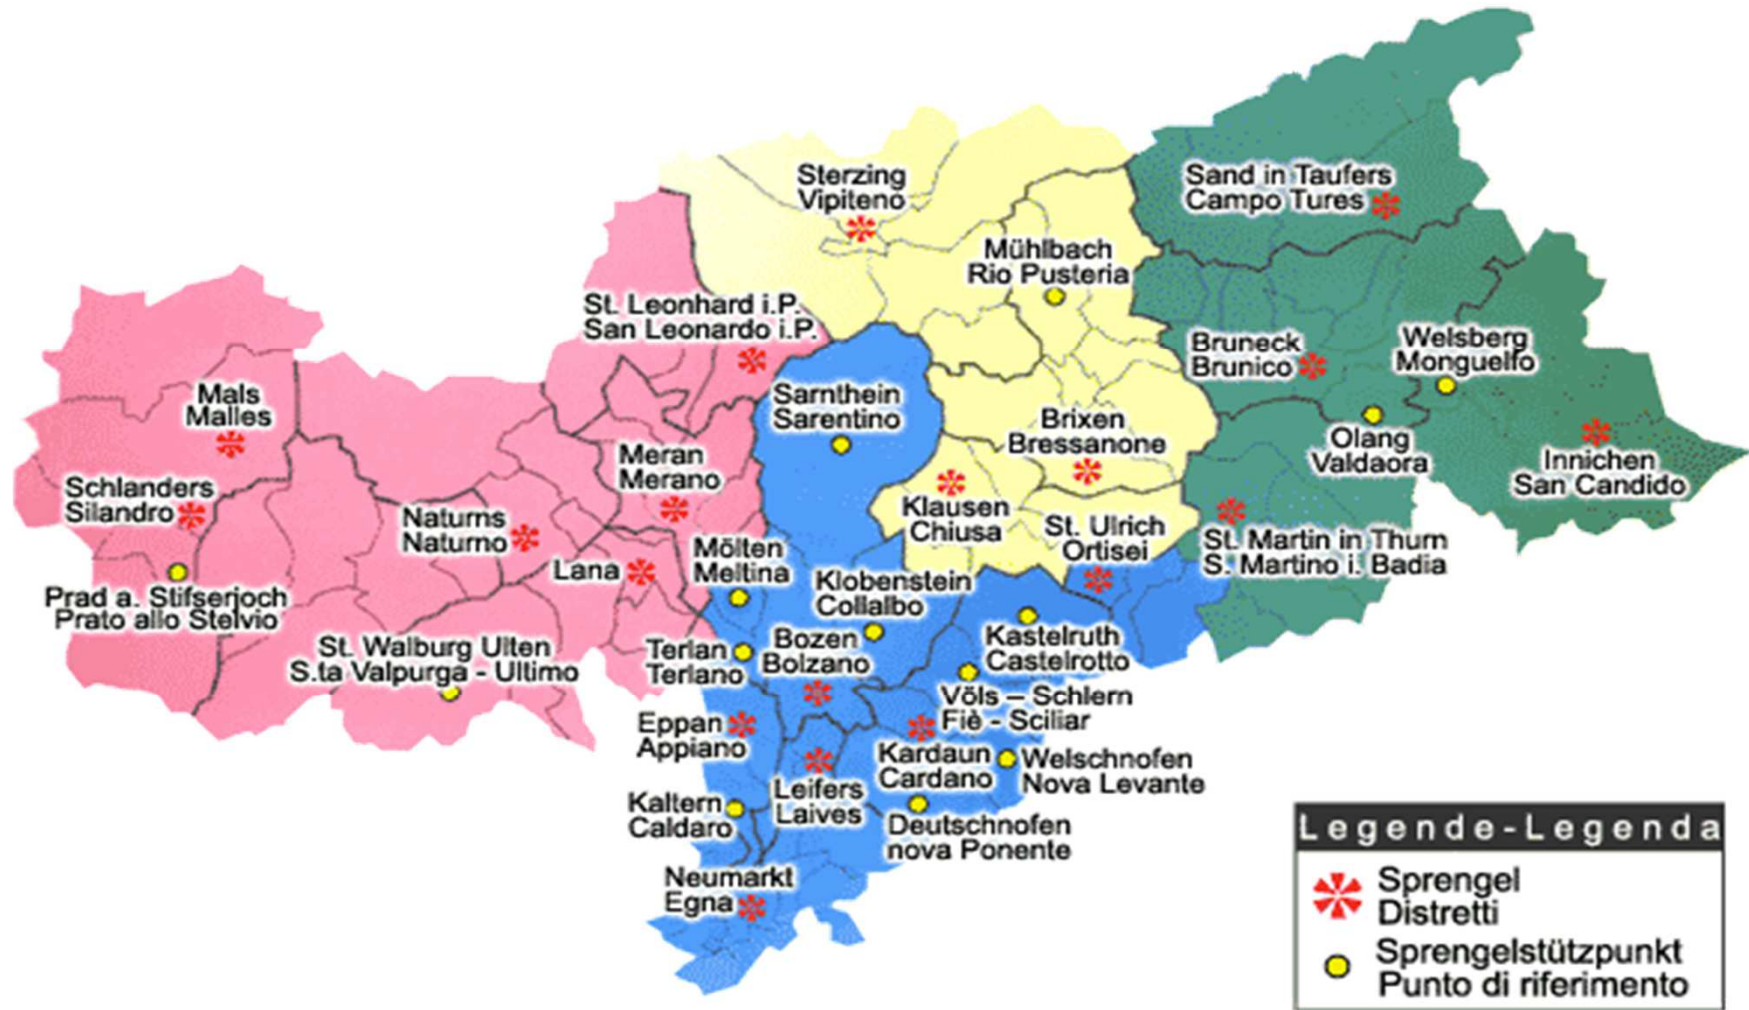 Sterzing
Vipiteno
Sand in Taufers
Campo Tures
Mühlbach
Rio Pusteria
St. Leonhard i.P.
San Leonardo i.P.
Bruneck
Brunico
Welsberg
Monguelfo
Mals
Malles
Sarnthein
Sarentino
Brixen
Bressanone
Olang
Valdaora
Innichen
San Candido
Meran
Merano
Schlanders
Silandro
Naturns
Naturno
Klausen
Chiusa
St. Ulrich
Ortisei
St. Martin in Thurn
S. Martino i. Badia
Lana
Mölten
Meltina
Klobenstein
Collalbo
Prad a. Stifserjoch
Prato allo Stelvio
St. Walburg Ulten
S.ta Valpurga - Ultimo
Terlan
Terlano
Bozen
Bolzano
Kastelruth
Castelrotto
Völs – Schlern
Fiè - Sciliar
Eppan
Appiano
Kardaun
Cardano
Welschnofen
Nova Levante
Leifers
Laives
Kaltern
Caldaro
Deutschnofen
nova Ponente
Neumarkt
Egna
Legende-Legenda
Sprengel
Distretti
Sprengelstützpunkt
Punto di riferimento